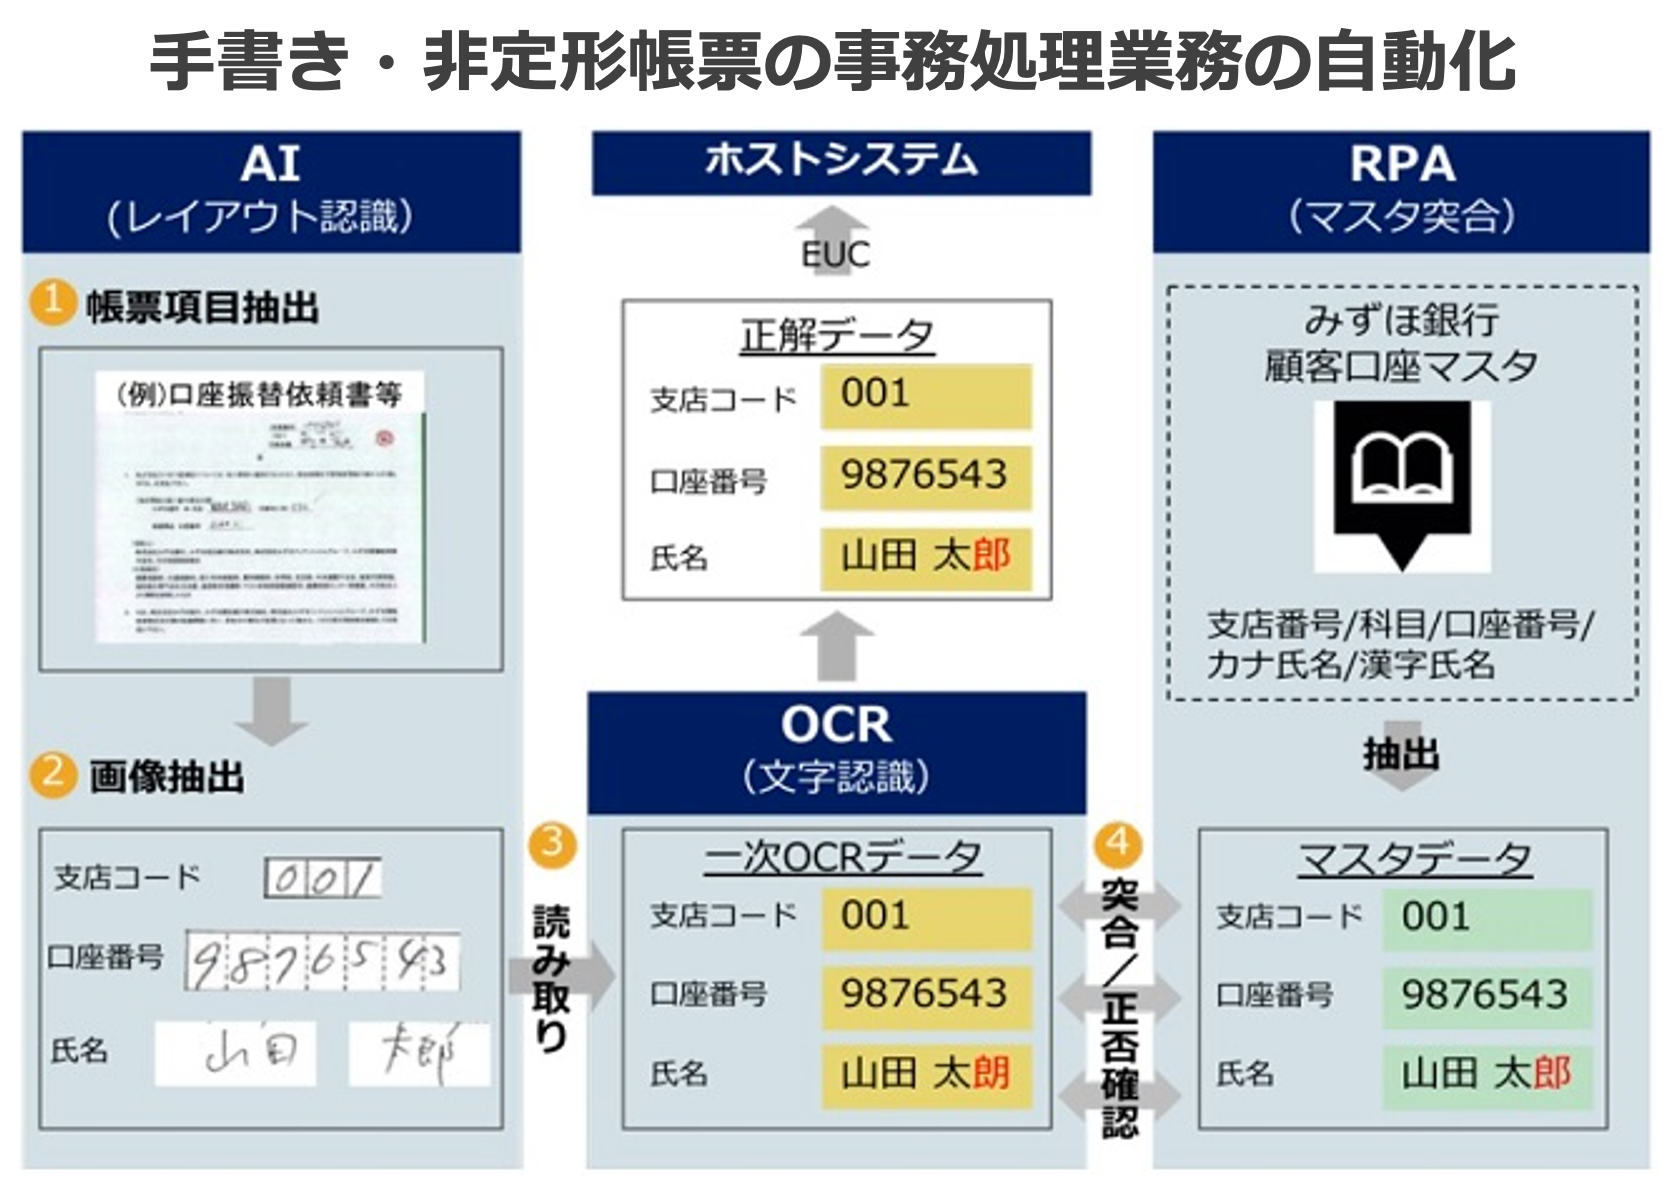 手書き・非定形帳票の事務処理業務の自動化
AI
(レイアウト認識)
1 帳票項目抽出
(例)口座振替依頼書等
2 画像抽出
支店コード 001
口座番号 9876543
氏名 山田 太郎
3
読み取り
ホストシステム
EUC
正解データ
支店コード 001
口座番号 9876543
氏名 山田 太郎
OCR
(文字認識)
一次OCRデータ
支店コード 001
口座番号 9876543
氏名 山田 太朗
4
突合/正否確認
RPA
(マスタ突合)
みずほ銀行
顧客口座マスタ
支店番号/科目/口座番号/
カナ氏名/漢字氏名
抽出
マスタデータ
支店コード 001
口座番号 9876543
氏名 山田 太郎